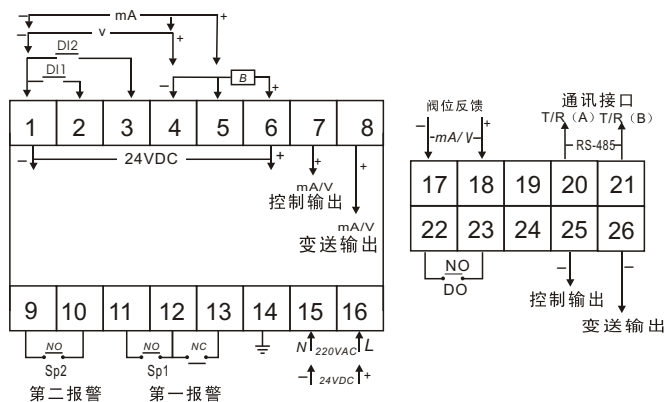 – mA +
– v +
DI2
DI1
– B +
1 2 3 4 5 6 7 8
– 24VDC + + +
mA/V
控制输出
mA/V
变送输出
9 10 11 12 13 14 15 16
NO NO NC N 220VAC L
Sp2 Sp1 – 24VDC +
第二报警 第一报警
阀位反馈 通讯接口
– + T/R（A） T/R（B）
-mA/V- RS-485
17 18 19 20 21
22 23 24 25 26
NO – –
DO
控制输出
变送输出